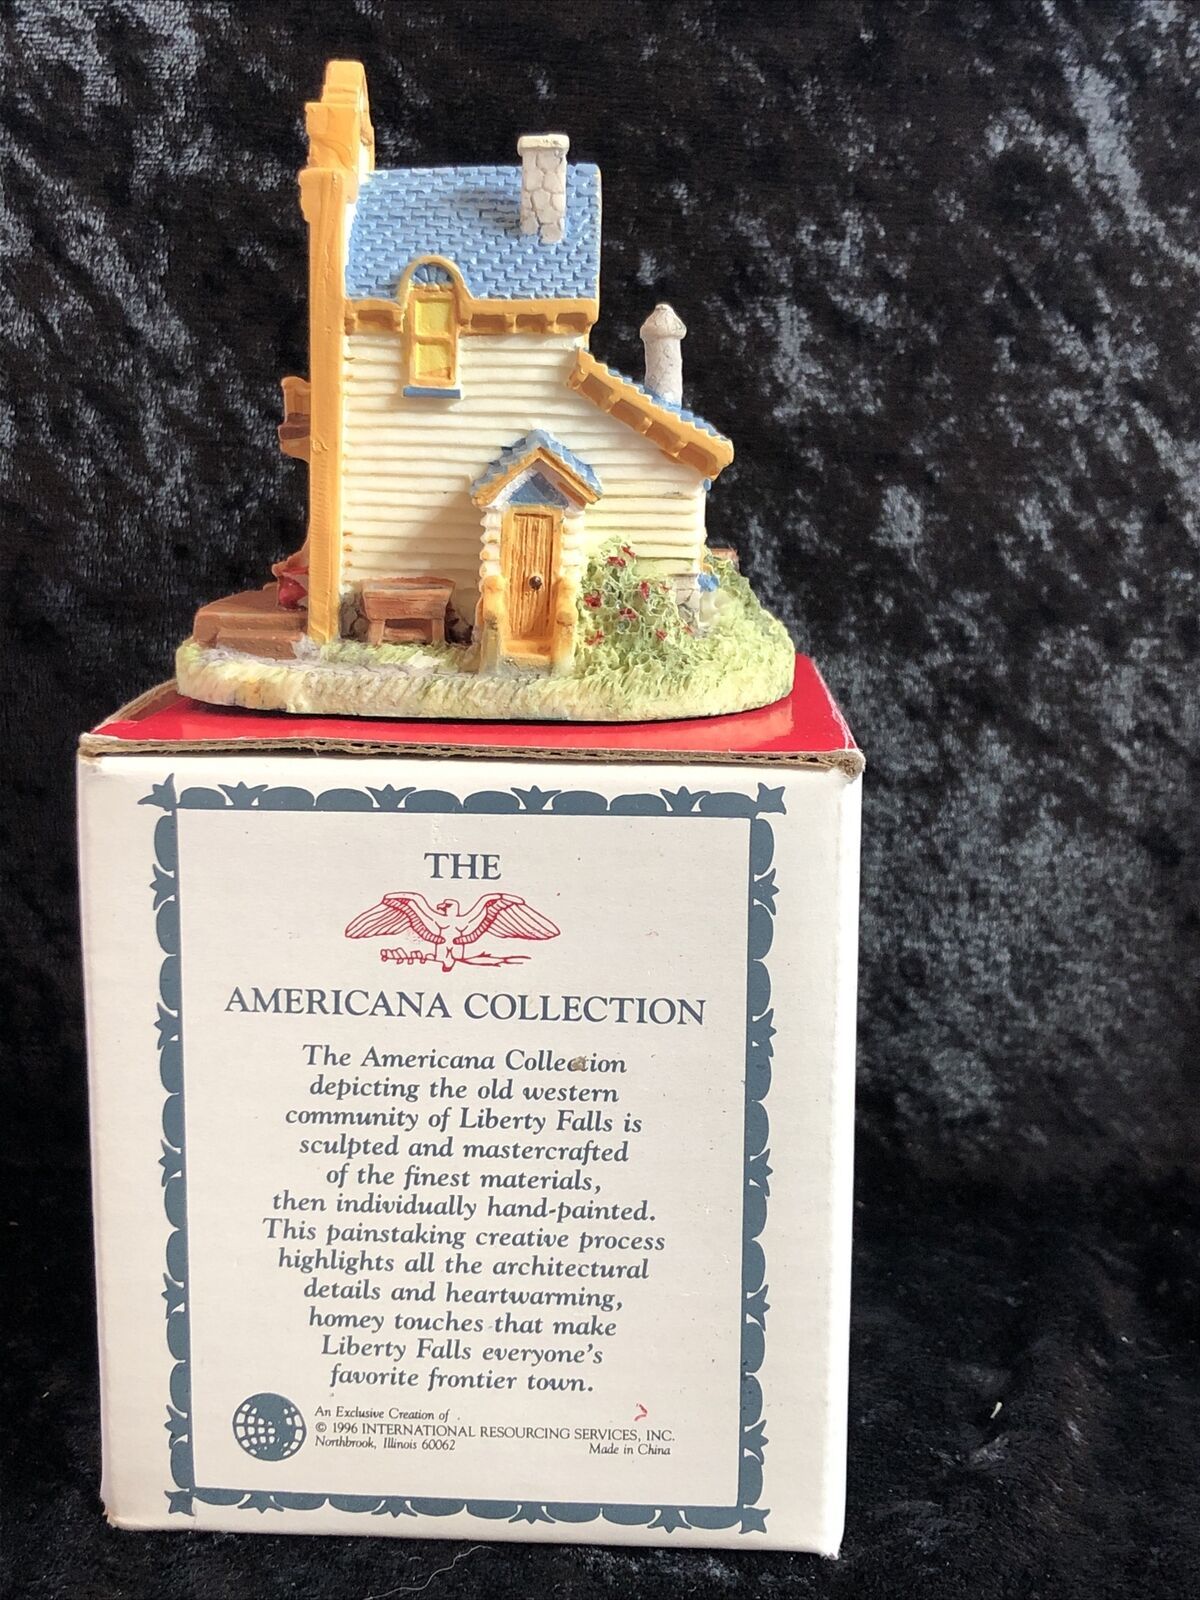 THE
AMERICANA COLLECTION
The Americana Collection
depicting the old western
community of Liberty Falls is
sculpted and mastercrafted
of the finest materials,
then individually hand-painted.
This painstaking creative process
highlights all the architectural
details and heartwarming,
homey touches that make
Liberty Falls everyone's
favorite frontier town.
An Exclusive Creation of
© 1996 INTERNATIONAL RESOURCING SERVICES, INC.
Northbrook, Illinois 60062 Made in China